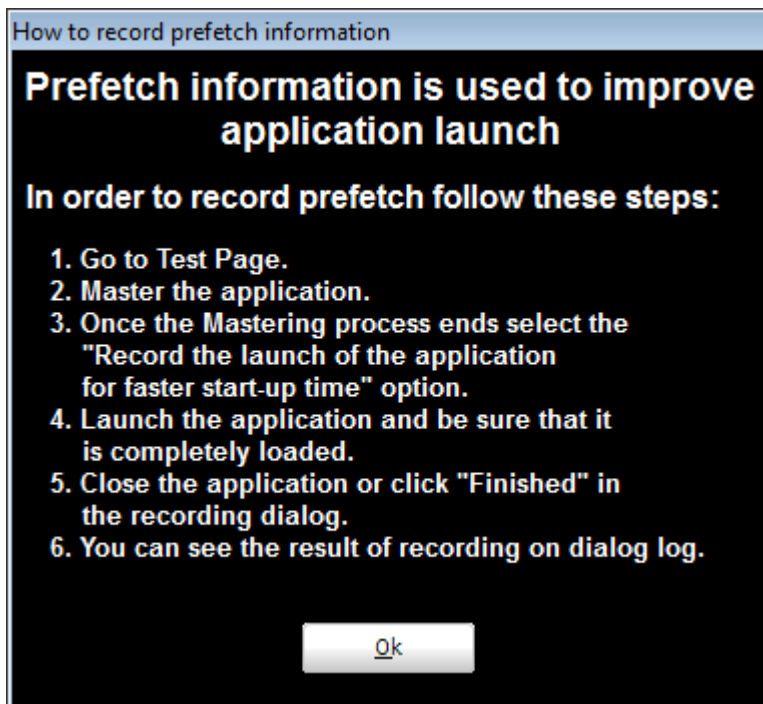 How to record prefetch information
Prefetch information is used to improve
application launch
In order to record prefetch follow these steps:
1. Go to Test Page.
2. Master the application.
3. Once the Mastering process ends select the
"Record the launch of the application
for faster start-up time" option.
4. Launch the application and be sure that it
is completely loaded.
5. Close the application or click "Finished" in
the recording dialog.
6. You can see the result of recording on dialog log.
Ok